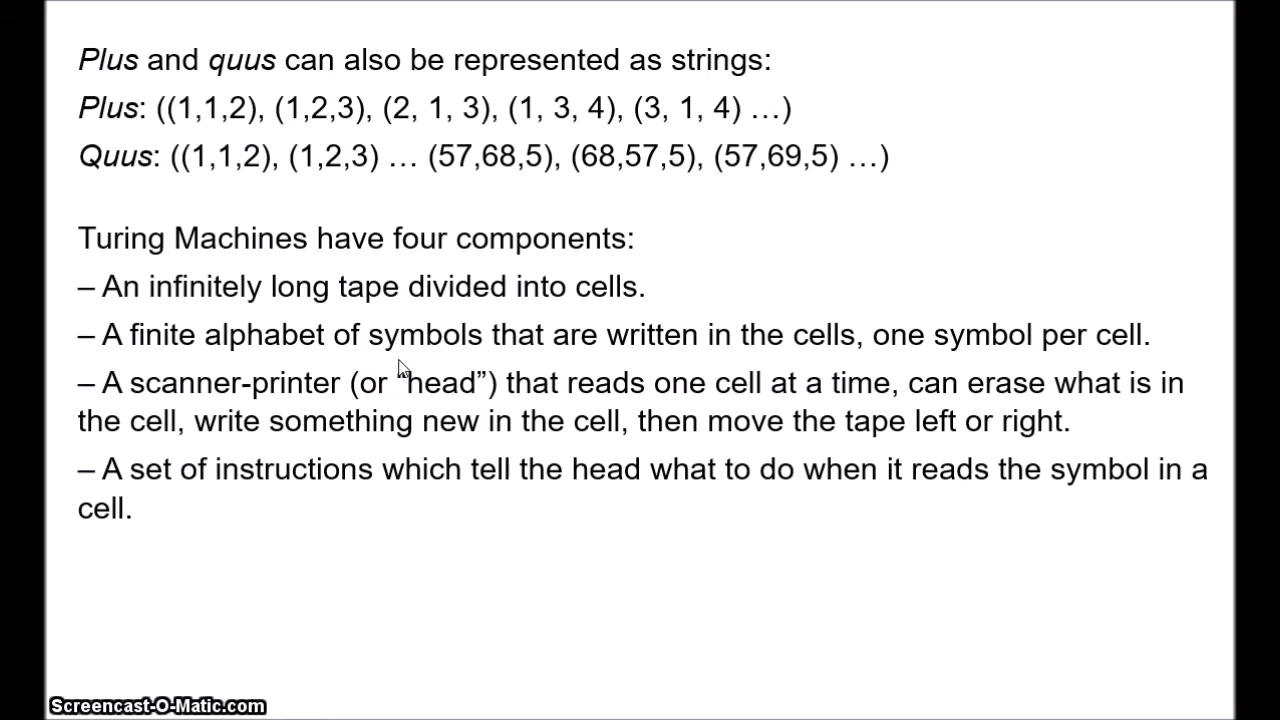 Plus and quus can also be represented as strings:
Plus: ((1,1,2), (1,2,3), (2, 1, 3), (1, 3, 4), (3, 1, 4) …)
Quus: ((1,1,2), (1,2,3) … (57,68,5), (68,57,5), (57,69,5) …)
Turing Machines have four components:
– An infinitely long tape divided into cells.
– A finite alphabet of symbols that are written in the cells, one symbol per cell.
– A scanner-printer (or “head”) that reads one cell at a time, can erase what is in
the cell, write something new in the cell, then move the tape left or right.
– A set of instructions which tell the head what to do when it reads the symbol in a
cell.
Screencast-O-Matic.com